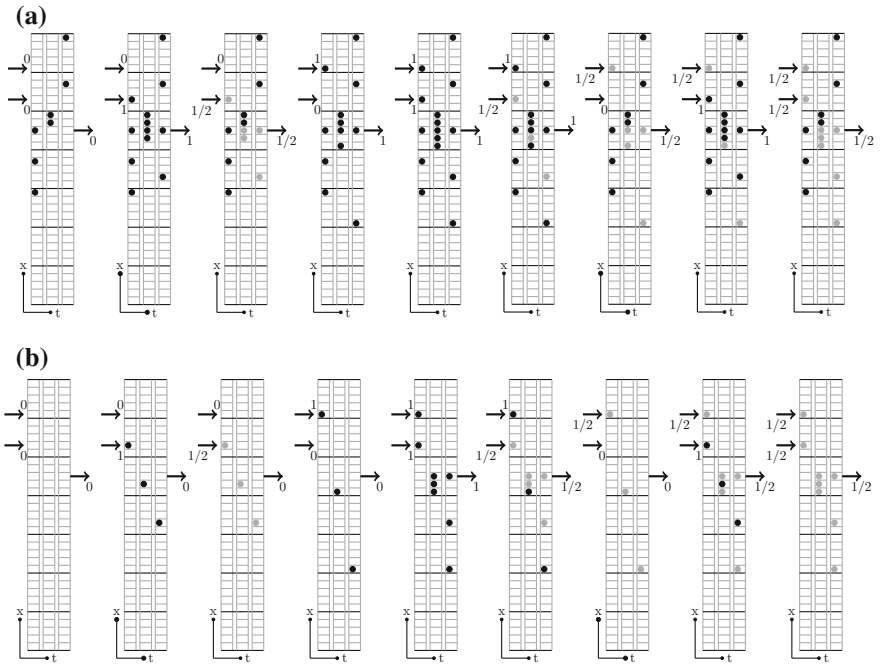 (a)
0 0 0 1 1 1 1/2 1/2 1/2
0 1 1/2 0 1 1/2 0 1 1/2
0 1 1/2 1 1 1 1/2 1 1/2
x x x x x x x x x
t t t t t t t t t
(b)
0 0 0 1 1 1 1/2 1/2 1/2
0 1 1/2 0 1 1/2 0 1 1/2
0 0 0 0 1 1/2 0 1/2 1/2
x x x x x x x x x
t t t t t t t t t